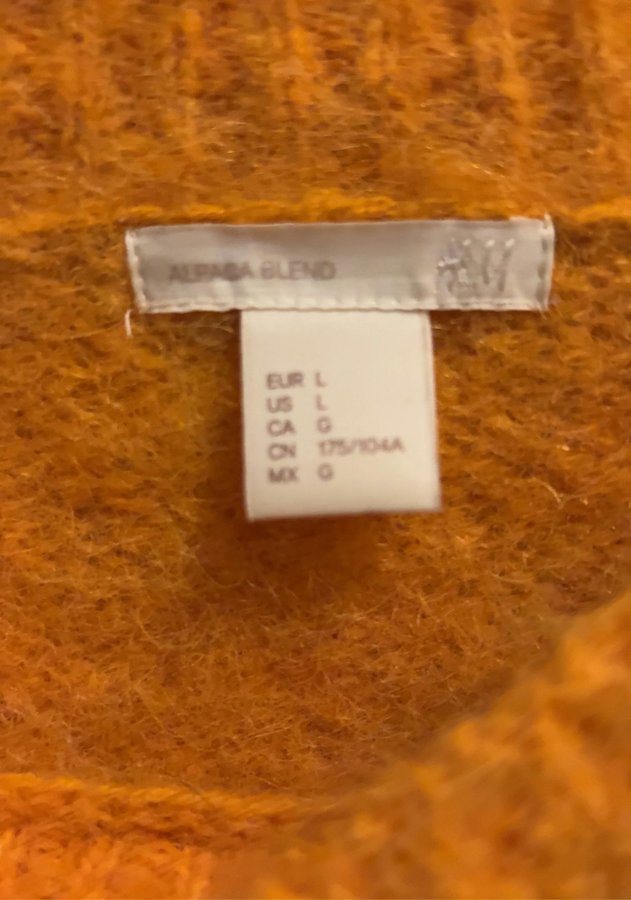 ALPACA BLEND H&M
EUR L
US L
CA G
CN 175/104A
MX G